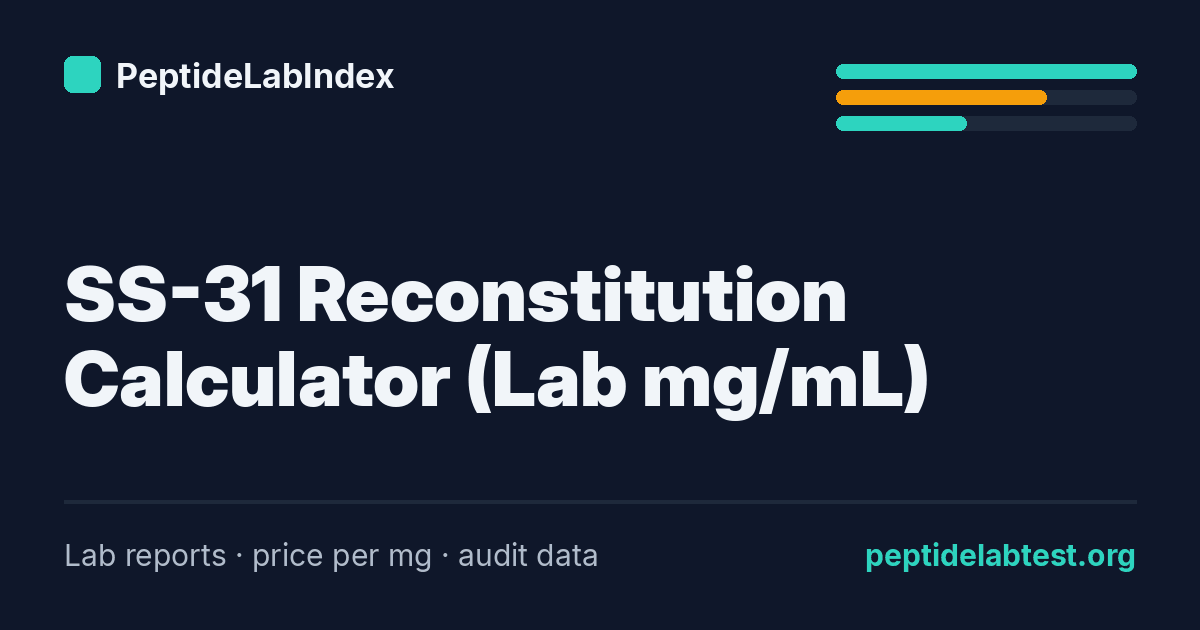 PeptideLabIndex
SS-31 Reconstitution
Calculator (Lab mg/mL)
Lab reports · price per mg · audit data
peptidelabtest.org